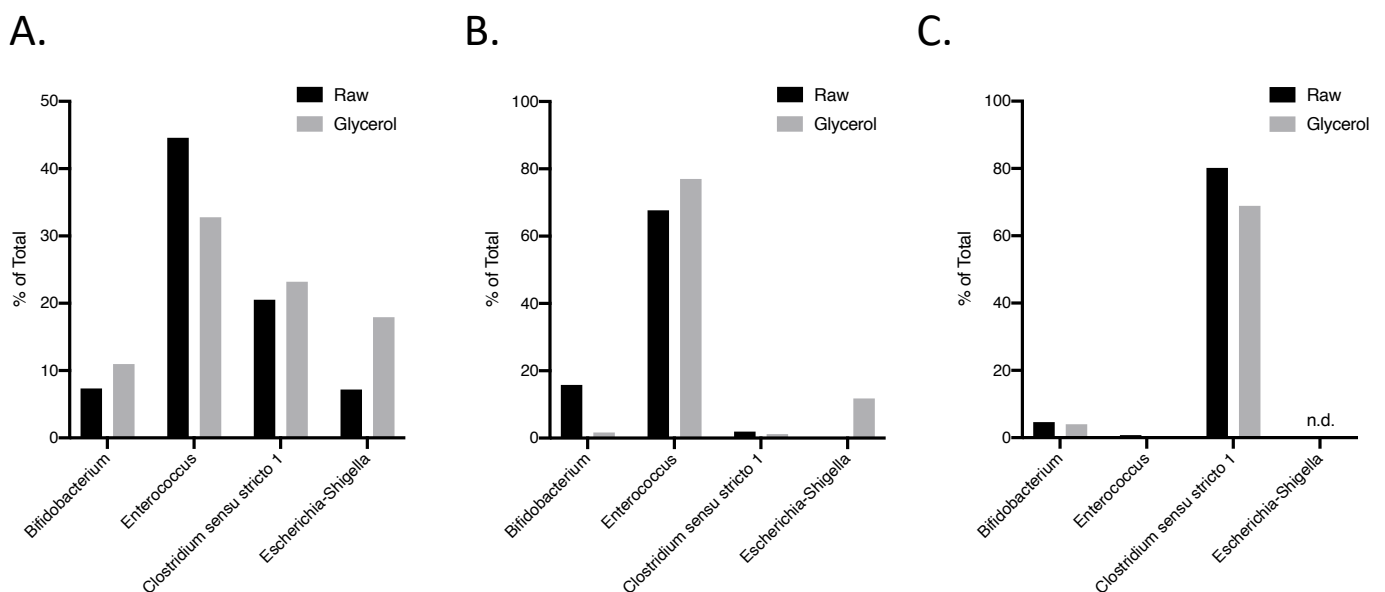 A.
50
40
30
20
10
0
% of Total
Raw
Glycerol
Bifidobacterium
Enterococcus
Clostridium sensu stricto 1
Escherichia-Shigella
B.
100
80
60
40
20
0
% of Total
Raw
Glycerol
Bifidobacterium
Enterococcus
Clostridium sensu stricto 1
Escherichia-Shigella
C.
100
80
60
40
20
0
% of Total
Raw
Glycerol
n.d.
Bifidobacterium
Enterococcus
Clostridium sensu stricto 1
Escherichia-Shigella